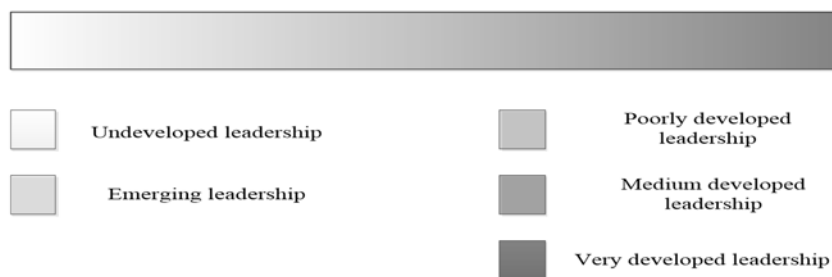 Undeveloped leadership
Emerging leadership
Poorly developed
leadership
Medium developed
leadership
Very developed leadership